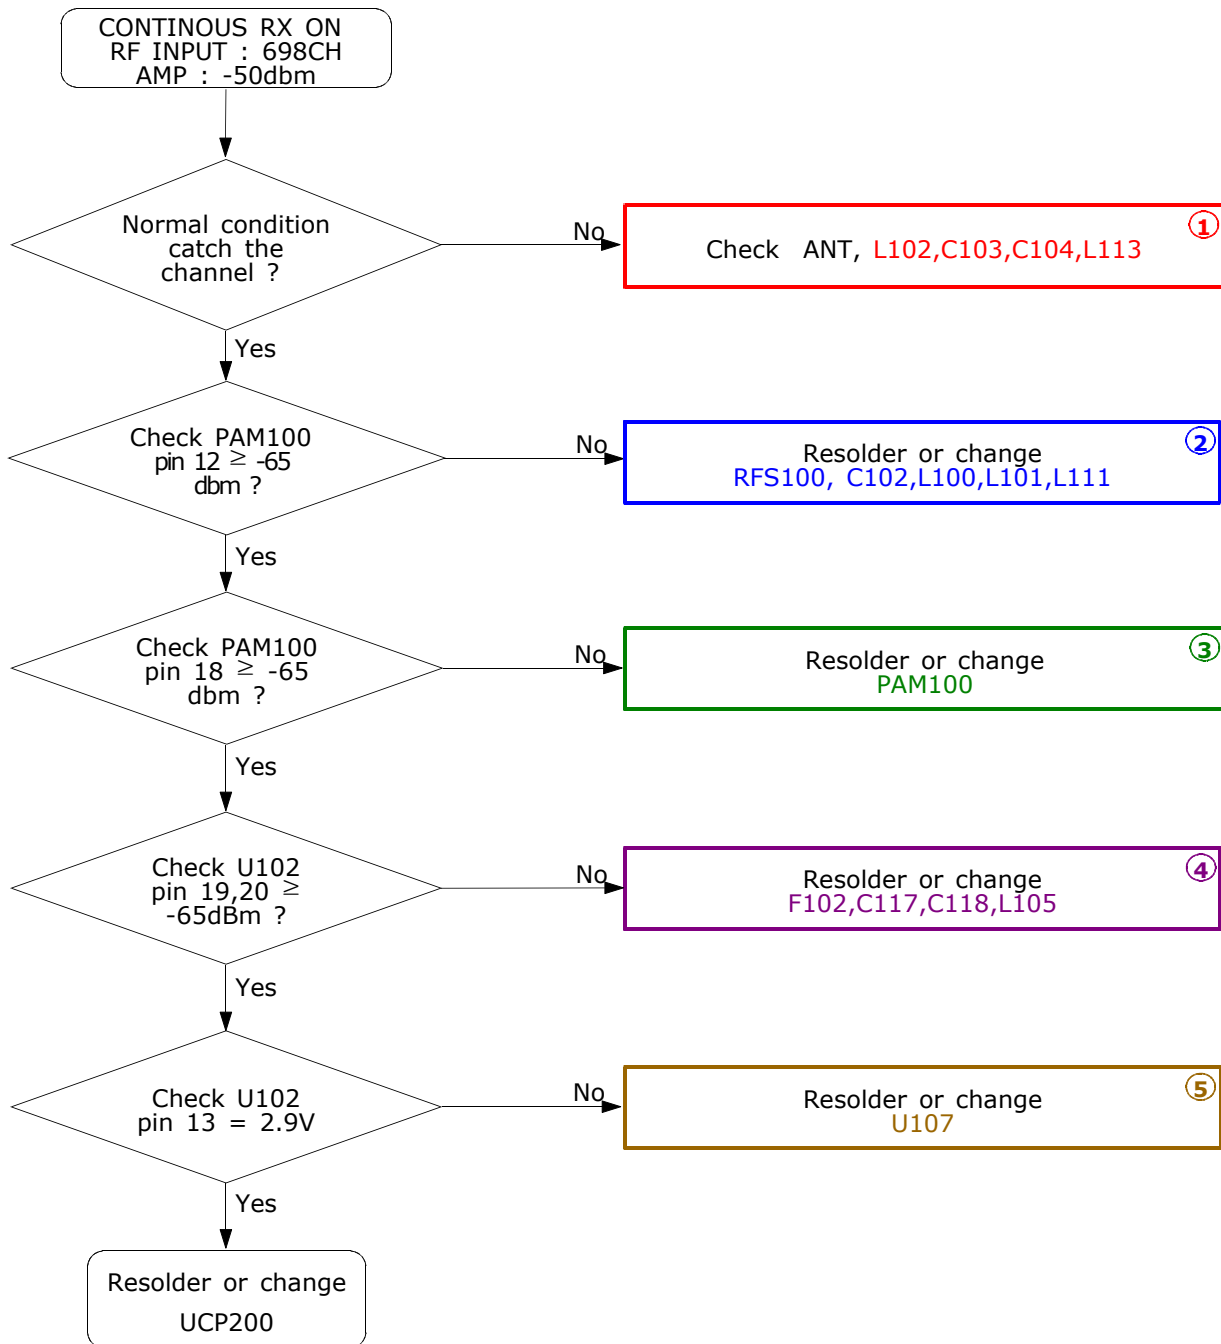 CONTINOUS RX ON
RF INPUT : 698CH
AMP : -50dbm
Normal condition
catch the
channel ?
No
Check ANT, L102,C103,C104,L113
①
Yes
Check PAM100
pin 12 ≥ -65
dbm ?
No
Resolder or change
RFS100, C102,L100,L101,L111
②
Yes
Check PAM100
pin 18 ≥ -65
dbm ?
No
Resolder or change
PAM100
③
Yes
Check U102
pin 19,20 ≥
-65dBm ?
No
Resolder or change
F102,C117,C118,L105
④
Yes
Check U102
pin 13 = 2.9V
No
Resolder or change
U107
⑤
Yes
Resolder or change
UCP200